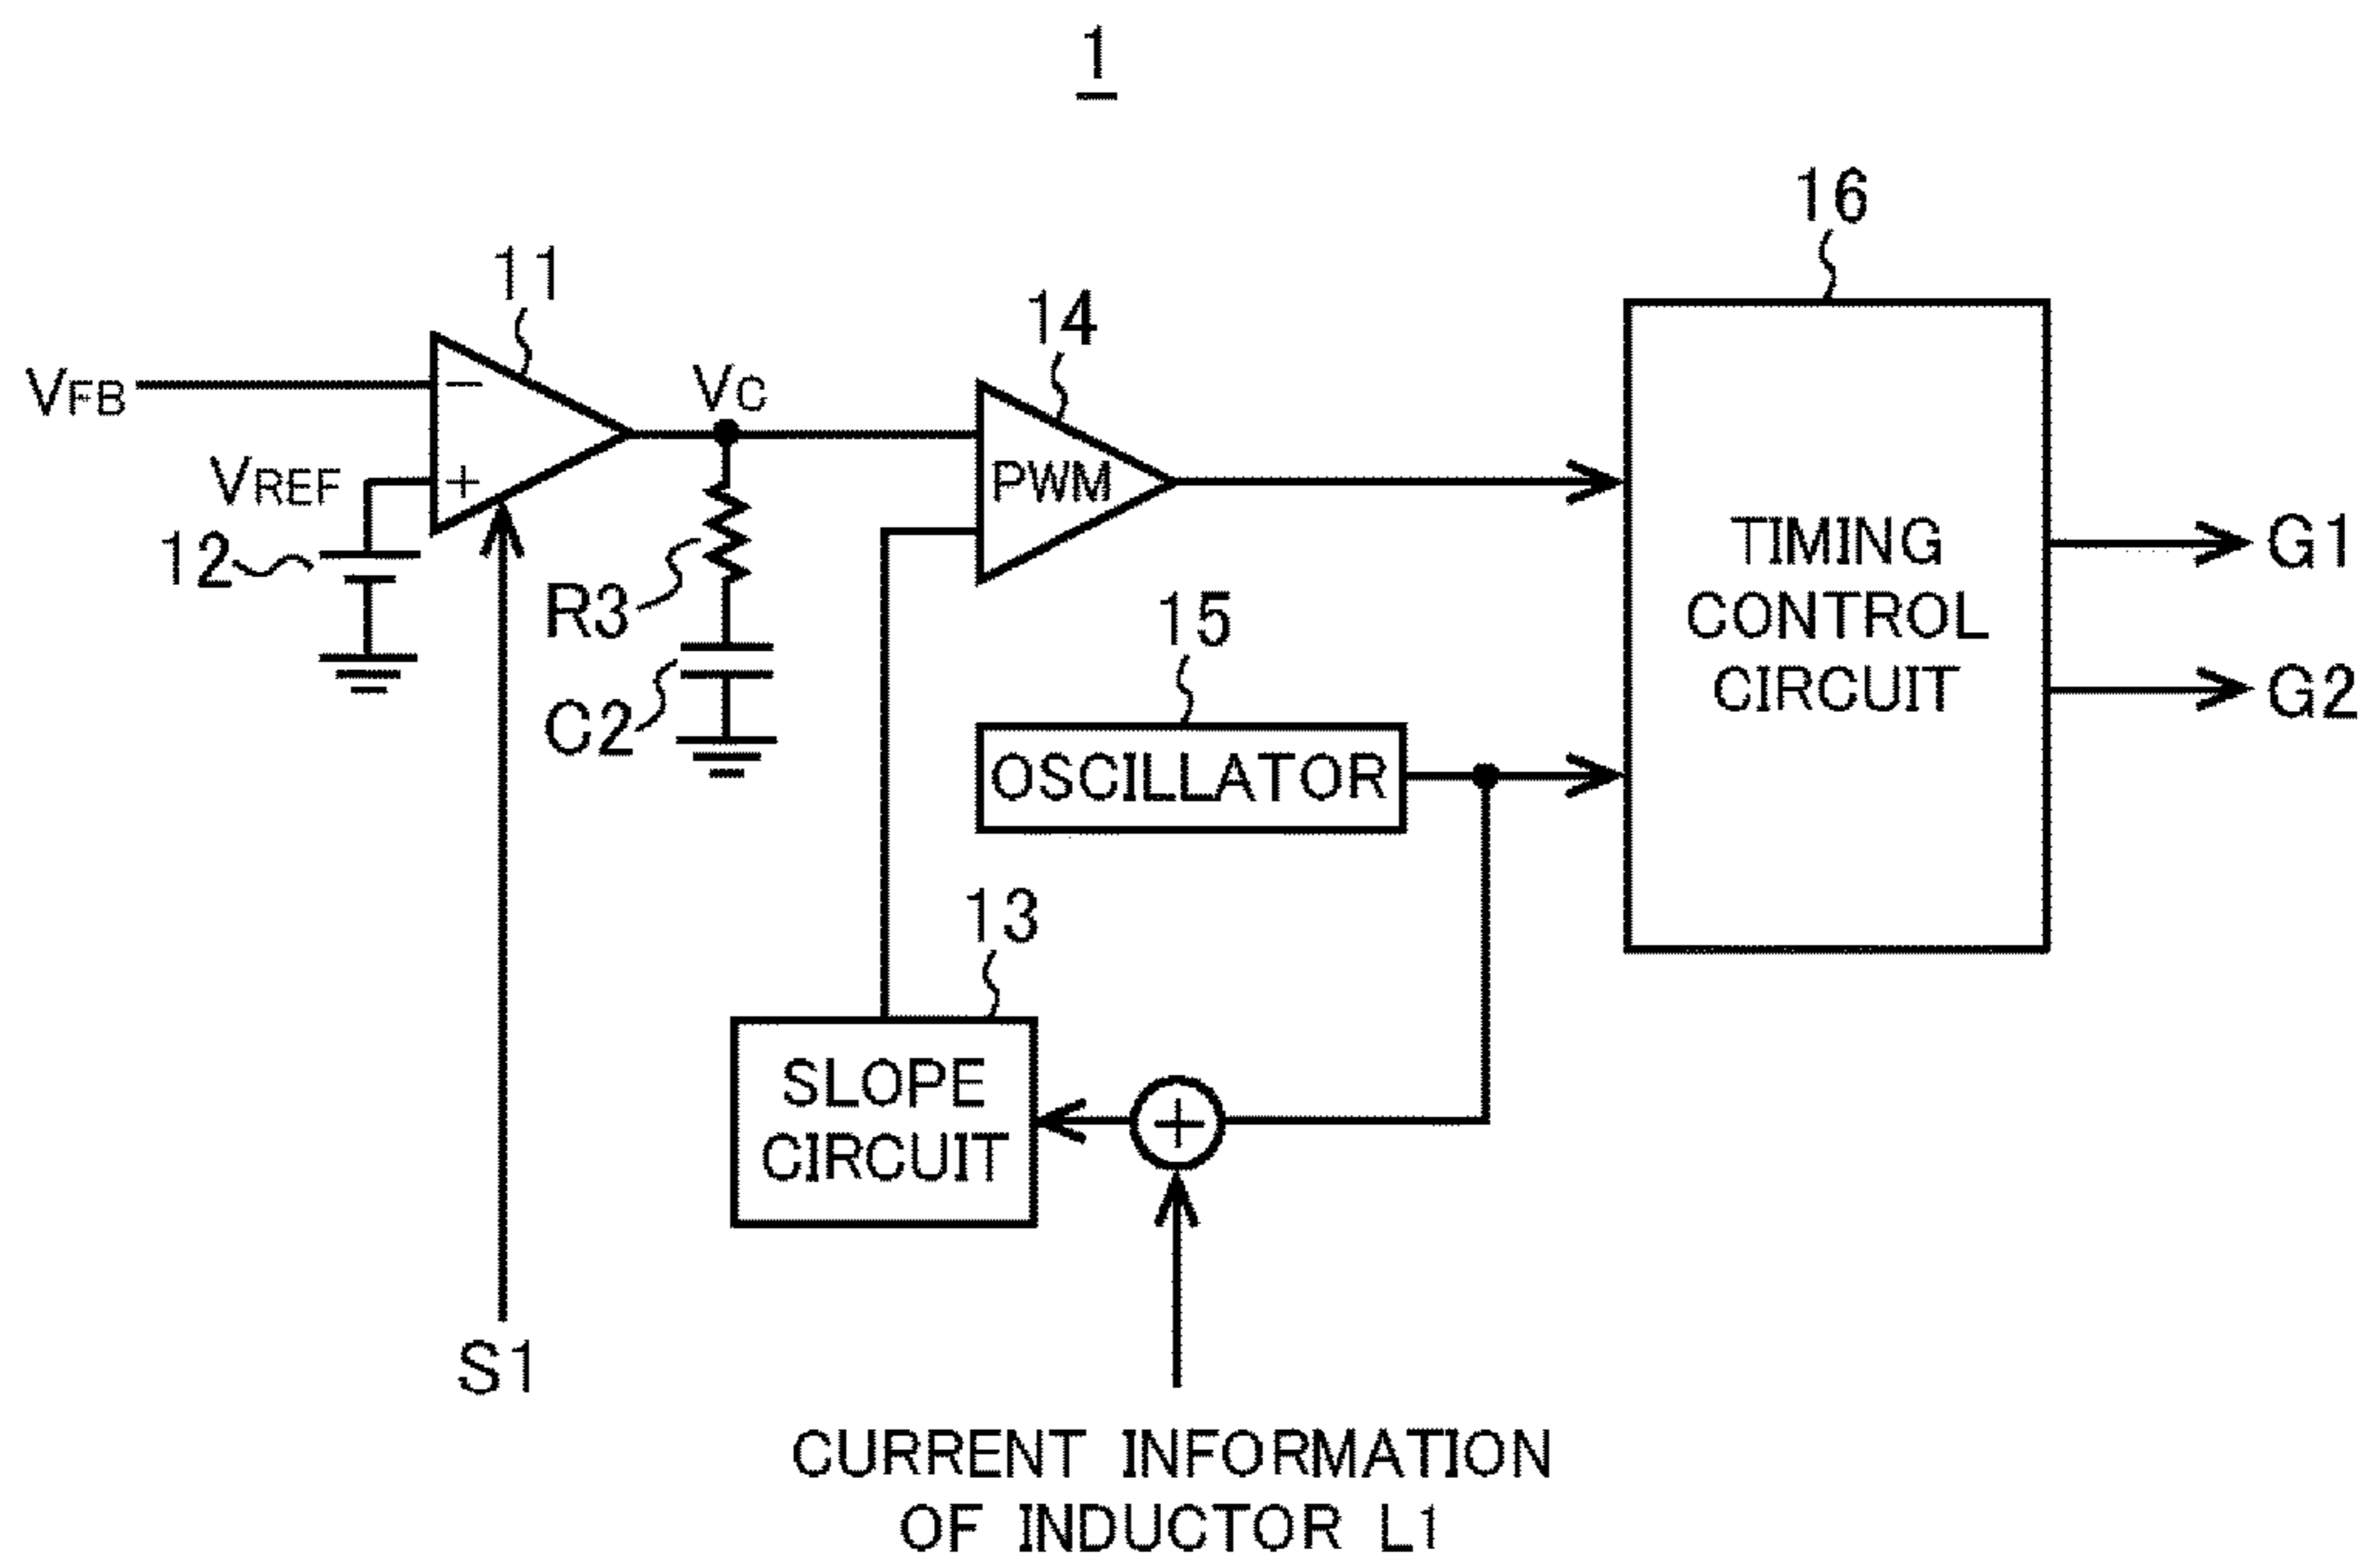 1
16
11
14
VFB
−
VC
VREF
+
PWM
12
TIMING
CONTROL
CIRCUIT
G1
G2
R3
15
C2
OSCILLATOR
13
SLOPE
CIRCUIT
+
S1
CURRENT INFORMATION
OF INDUCTOR L1